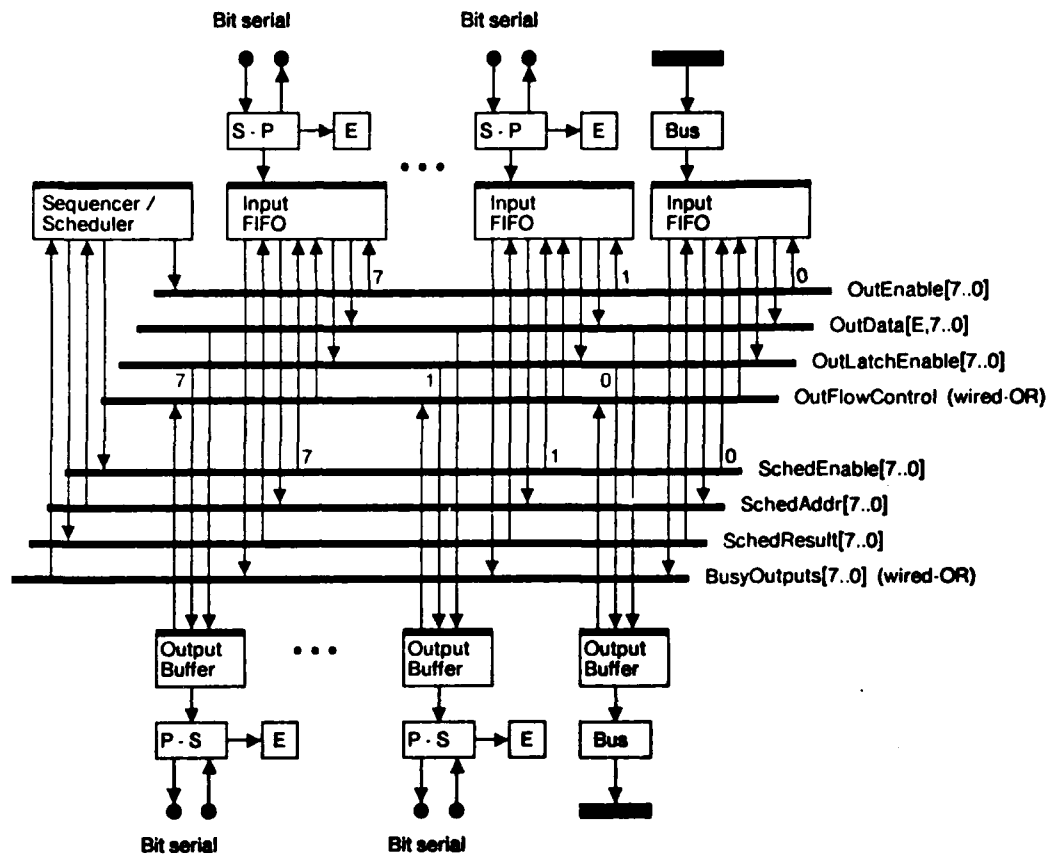 Bit serial
Bit serial
S - P
E
S - P
E
Bus
• • •
Sequencer /
Scheduler
Input
FIFO
Input
FIFO
Input
FIFO
7
1
0
OutEnable[7..0]
OutData[E,7..0]
OutLatchEnable[7..0]
7
1
0
OutFlowControl (wired-OR)
7
1
0
SchedEnable[7..0]
SchedAddr[7..0]
SchedResult[7..0]
BusyOutputs[7..0] (wired-OR)
Output
Buffer
• • •
Output
Buffer
Output
Buffer
P - S
E
P - S
E
Bus
Bit serial
Bit serial